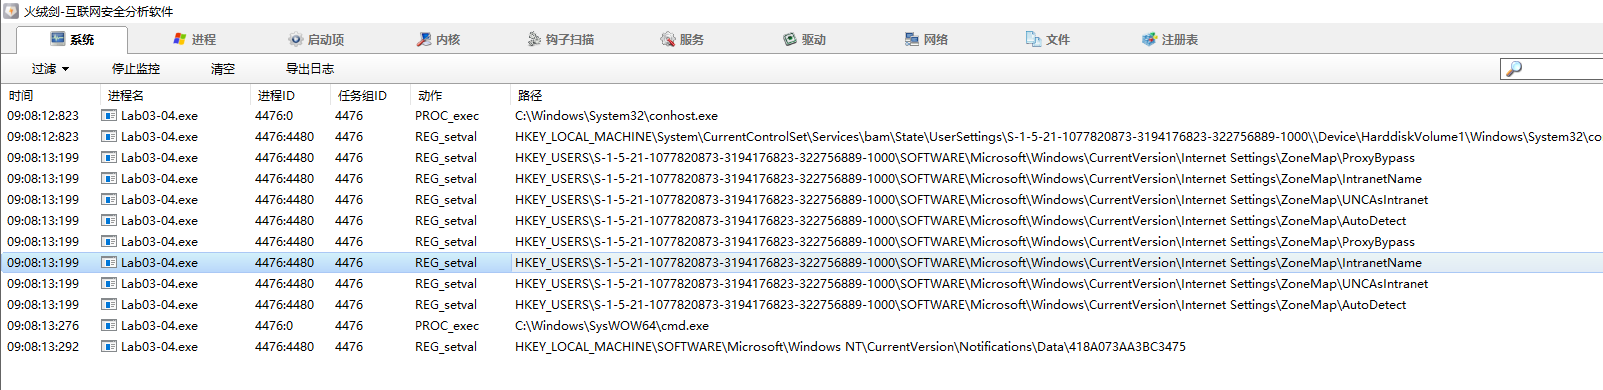 火绒剑-互联网安全分析软件
系统 进程 启动项 内核 钩子扫描 服务 驱动 网络 文件 注册表
过滤 停止监控 清空 导出日志
时间 进程名 进程ID 任务组ID 动作 路径
09:08:12:823 Lab03-04.exe 4476:0 4476 PROC_exec C:\Windows\System32\conhost.exe
09:08:12:823 Lab03-04.exe 4476:4480 4476 REG_setval HKEY_LOCAL_MACHINE\System\CurrentControlSet\Services\bam\State\UserSettings\S-1-5-21-1077820873-3194176823-322756889-1000\\Device\HarddiskVolume1\Windows\System32\co
09:08:13:199 Lab03-04.exe 4476:4480 4476 REG_setval HKEY_USERS\S-1-5-21-1077820873-3194176823-322756889-1000\SOFTWARE\Microsoft\Windows\CurrentVersion\Internet Settings\ZoneMap\ProxyBypass
09:08:13:199 Lab03-04.exe 4476:4480 4476 REG_setval HKEY_USERS\S-1-5-21-1077820873-3194176823-322756889-1000\SOFTWARE\Microsoft\Windows\CurrentVersion\Internet Settings\ZoneMap\IntranetName
09:08:13:199 Lab03-04.exe 4476:4480 4476 REG_setval HKEY_USERS\S-1-5-21-1077820873-3194176823-322756889-1000\SOFTWARE\Microsoft\Windows\CurrentVersion\Internet Settings\ZoneMap\UNCAsIntranet
09:08:13:199 Lab03-04.exe 4476:4480 4476 REG_setval HKEY_USERS\S-1-5-21-1077820873-3194176823-322756889-1000\SOFTWARE\Microsoft\Windows\CurrentVersion\Internet Settings\ZoneMap\AutoDetect
09:08:13:199 Lab03-04.exe 4476:4480 4476 REG_setval HKEY_USERS\S-1-5-21-1077820873-3194176823-322756889-1000\SOFTWARE\Microsoft\Windows\CurrentVersion\Internet Settings\ZoneMap\ProxyBypass
09:08:13:199 Lab03-04.exe 4476:4480 4476 REG_setval HKEY_USERS\S-1-5-21-1077820873-3194176823-322756889-1000\SOFTWARE\Microsoft\Windows\CurrentVersion\Internet Settings\ZoneMap\IntranetName
09:08:13:199 Lab03-04.exe 4476:4480 4476 REG_setval HKEY_USERS\S-1-5-21-1077820873-3194176823-322756889-1000\SOFTWARE\Microsoft\Windows\CurrentVersion\Internet Settings\ZoneMap\UNCAsIntranet
09:08:13:199 Lab03-04.exe 4476:4480 4476 REG_setval HKEY_USERS\S-1-5-21-1077820873-3194176823-322756889-1000\SOFTWARE\Microsoft\Windows\CurrentVersion\Internet Settings\ZoneMap\AutoDetect
09:08:13:276 Lab03-04.exe 4476:0 4476 PROC_exec C:\Windows\SysWOW64\cmd.exe
09:08:13:292 Lab03-04.exe 4476:4480 4476 REG_setval HKEY_LOCAL_MACHINE\SOFTWARE\Microsoft\Windows NT\CurrentVersion\Notifications\Data\418A073AA3BC3475